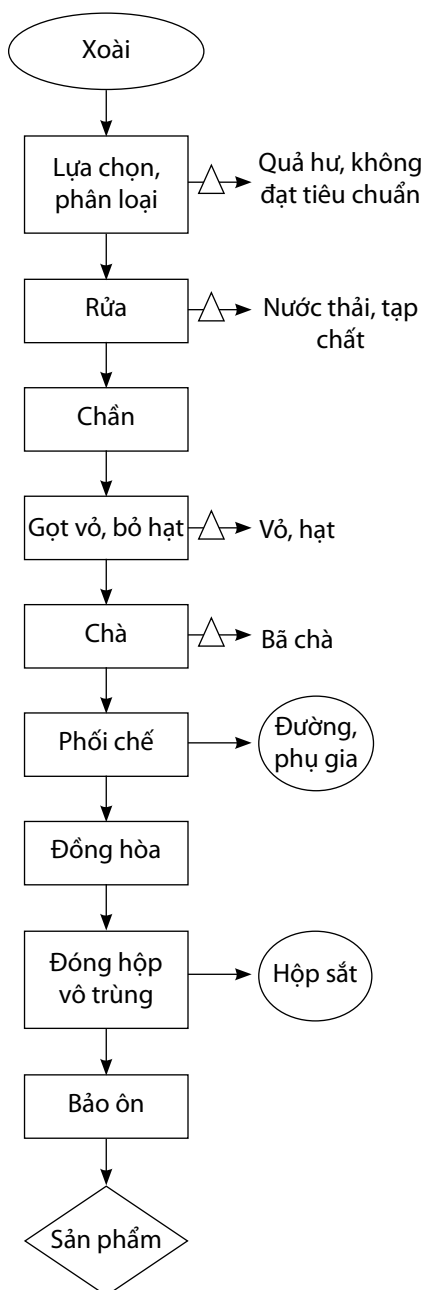 Xoài
Lựa chọn,
phân loại
Quả hư, không
đạt tiêu chuẩn
Rửa
Nước thải, tạp
chất
Chần
Gọt vỏ, bỏ hạt
Vỏ, hạt
Chà
Bã chà
Phối chế
Đường,
phụ gia
Đồng hòa
Đóng hộp
vô trùng
Hộp sắt
Bảo ôn
Sản phẩm